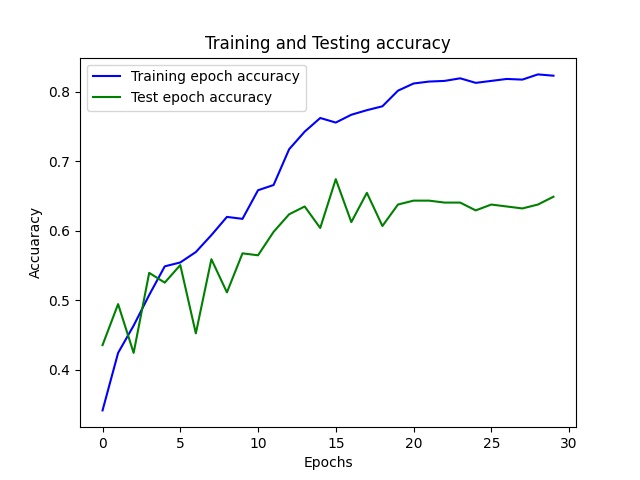 Training and Testing accuracy
Training epoch accuracy
Test epoch accuracy
0.8
0.7
0.6
0.5
0.4
Accuaracy
0 5 10 15 20 25 30
Epochs